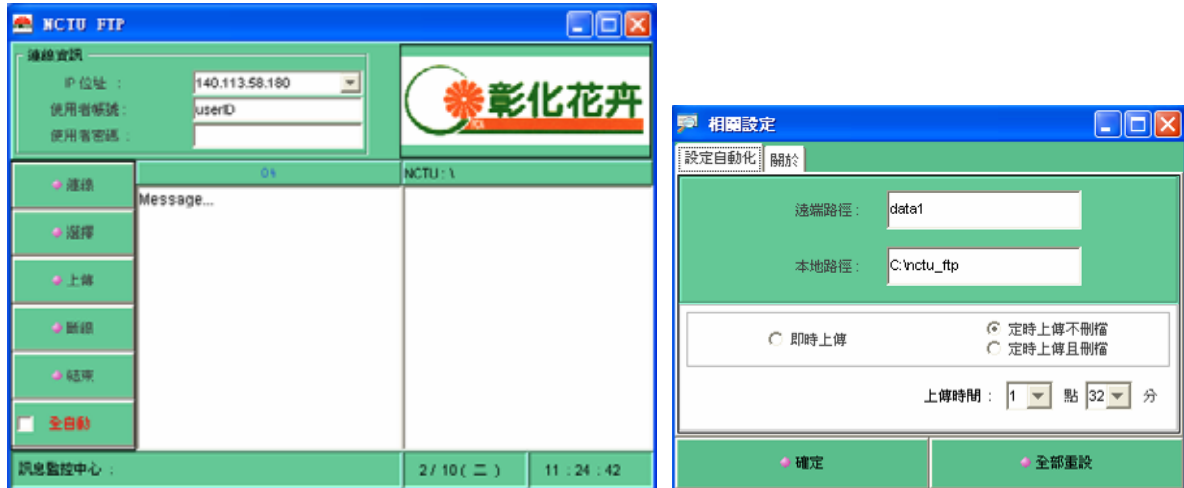 NCTU FTP
連線資訊
IP 位址 :
140.113.58.180
使用者帳號 :
userID
使用者密碼 :
彰化花卉
連線
選擇
上傳
斷線
結束
全自動
0%
NCTU : \
Message...
訊息監控中心 :
2 / 10 ( 二 )
11 : 24 : 42
相關設定
設定自動化
關於
遠端路徑 :
data1
本地路徑 :
C:\nctu_ftp
即時上傳
定時上傳不刪檔
定時上傳且刪檔
上傳時間 : 1 點 32 分
確定
全部重設